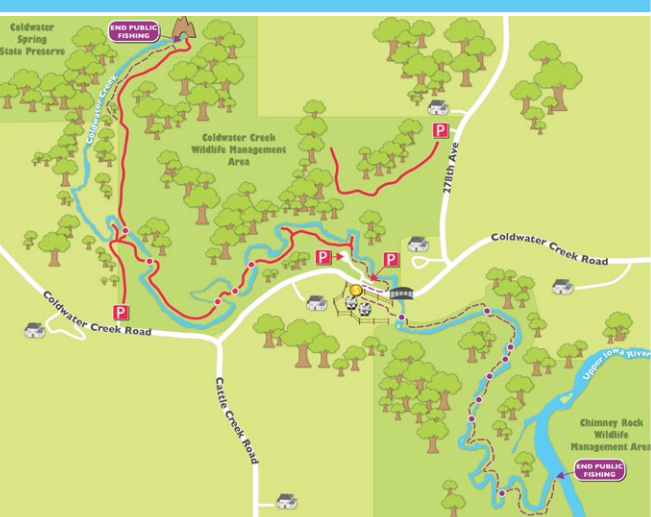 Coldwater
Spring
State Preserve
END PUBLIC
FISHING
Coldwater Creek
Coldwater Creek
Wildlife Management
Area
P
278th Ave
P
P
Coldwater Creek Road
P
Coldwater Creek Road
$
Cattle Creek Road
Upper Iowa River
Chimney Rock
Wildlife
Management Area
END PUBLIC
FISHING